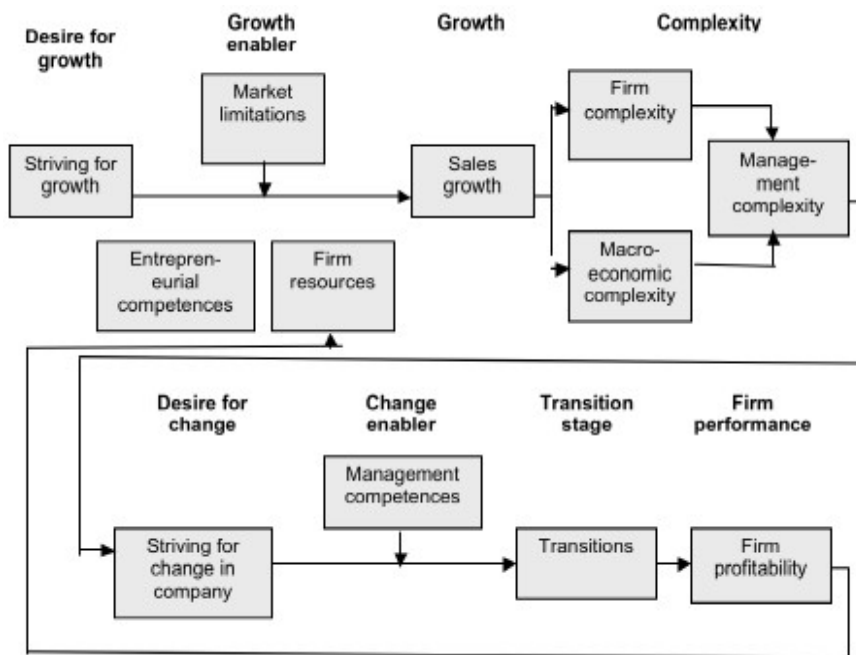 Desire for
growth
Growth
enabler
Growth
Complexity
Market
limitations
Firm
complexity
Striving for
growth
Sales
growth
Manage-
ment
complexity
Entrepren-
eurial
competences
Firm
resources
Macro-
economic
complexity
Desire for
change
Change
enabler
Transition
stage
Firm
performance
Management
competences
Striving for
change in
company
Transitions
Firm
profitability